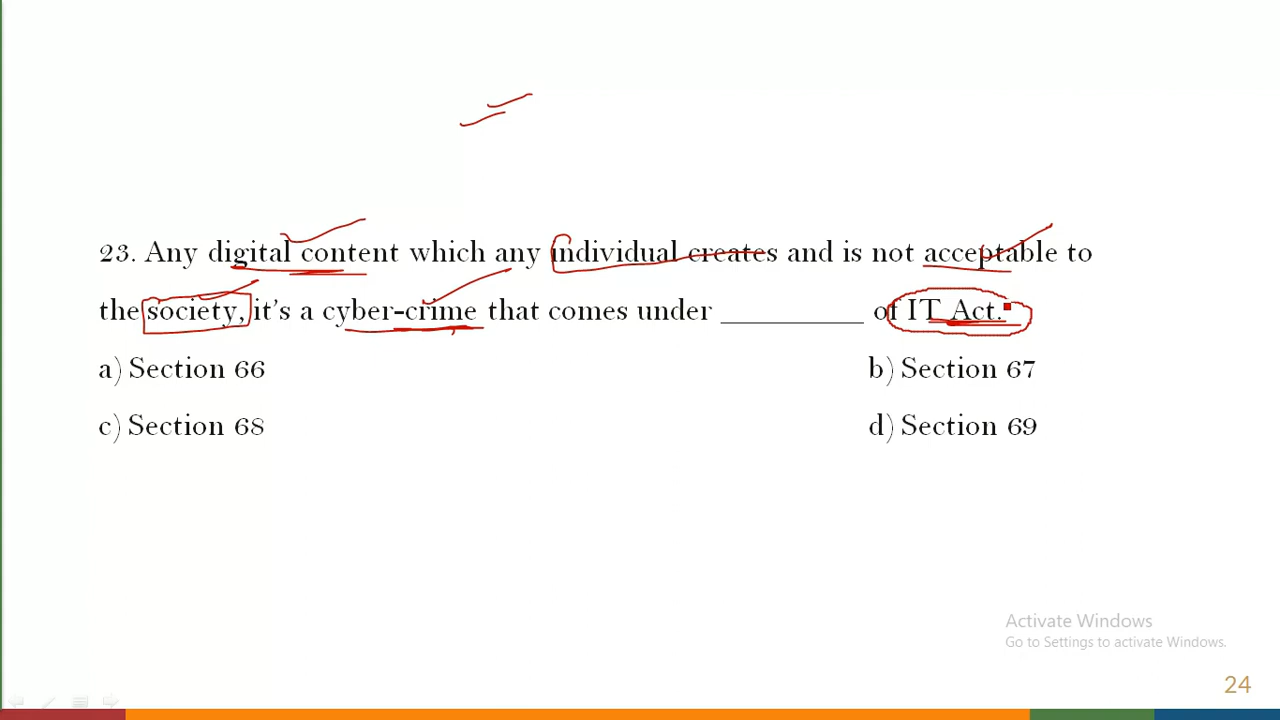 23. Any digital content which any individual creates and is not acceptable to
the society, it's a cyber-crime that comes under __________ of IT Act.
a) Section 66
b) Section 67
c) Section 68
d) Section 69
Activate Windows
Go to Settings to activate Windows.
24